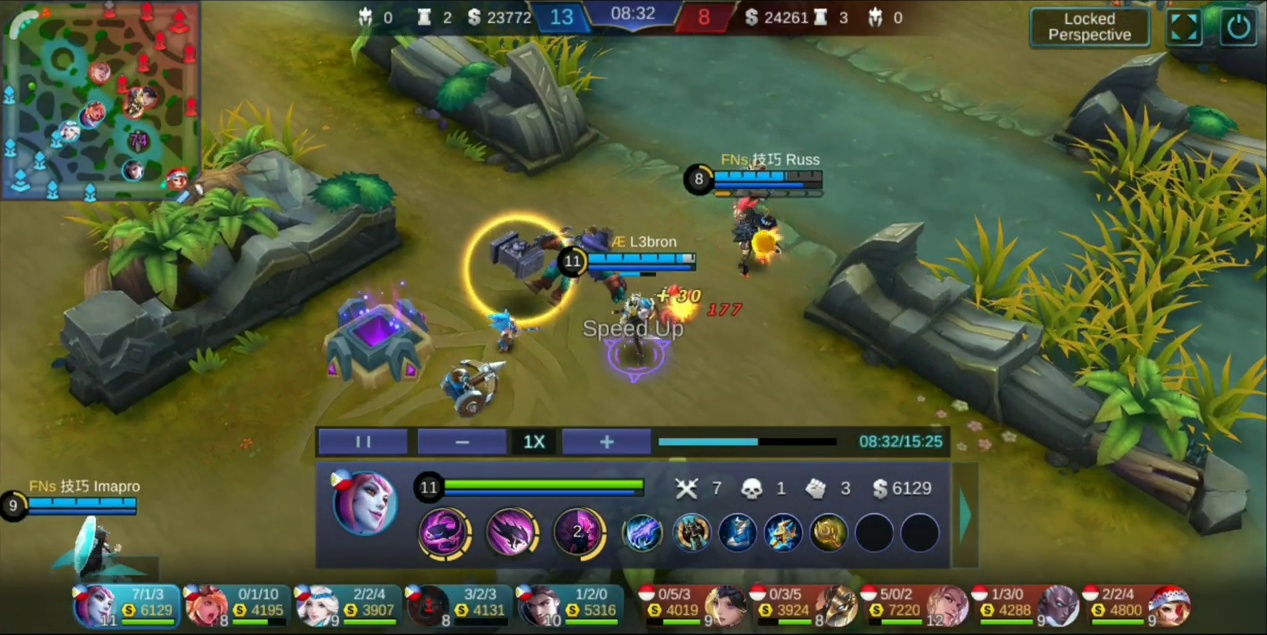 0 2 $ 23772 13 08:32 8 $ 24261 3 0
Locked
Perspective
74
FNs 技巧 Russ
8
Æ L3bron
11
+30
177
Speed Up
- 1X + 08:32/15:25
FNs 技巧 Imapro
9
11 7 1 3 $ 6129
2
7/1/3 0/1/10 2/2/4 3/2/3 1/2/0 0/5/3 0/3/5 5/0/2 1/3/0 2/2/4
6129 4195 3907 4131 5316 4019 3924 7220 4288 4800
11 8 9 8 10 9 8 12 9 9